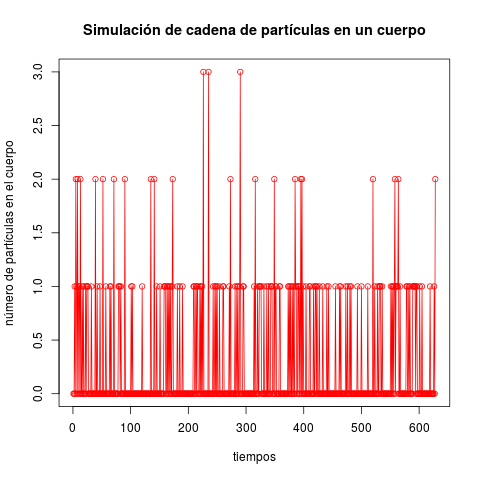 Simulación de cadena de partículas en un cuerpo
número de partículas en el cuerpo
3.0
2.5
2.0
1.5
1.0
0.5
0.0
0 100 200 300 400 500 600
tiempos